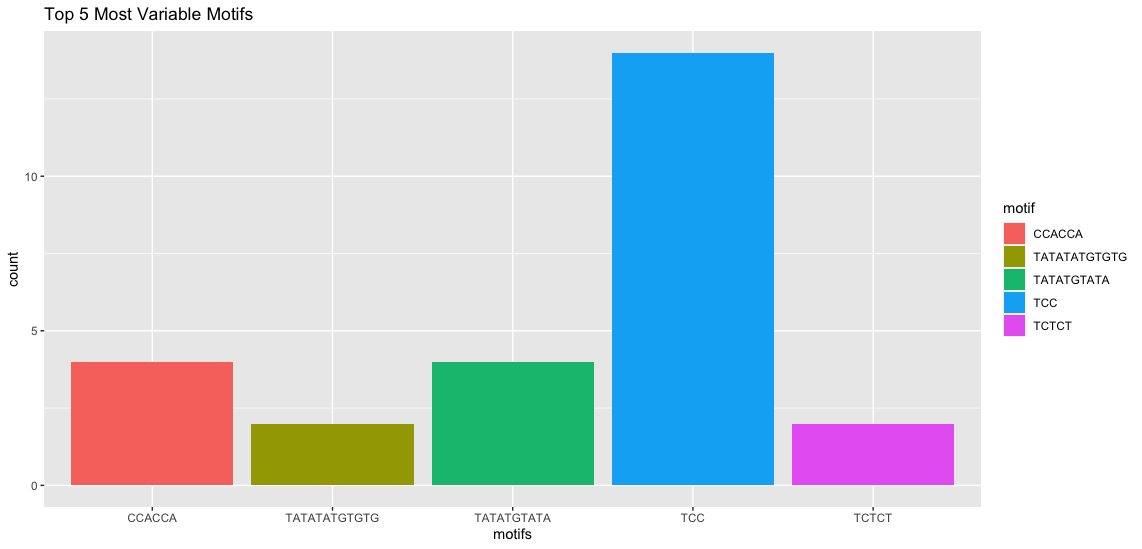 Top 5 Most Variable Motifs
count
10
5
0
CCACCA
TATATATGTGTG
TATATGTATA
TCC
TCTCT
motifs
motif
CCACCA
TATATATGTGTG
TATATGTATA
TCC
TCTCT